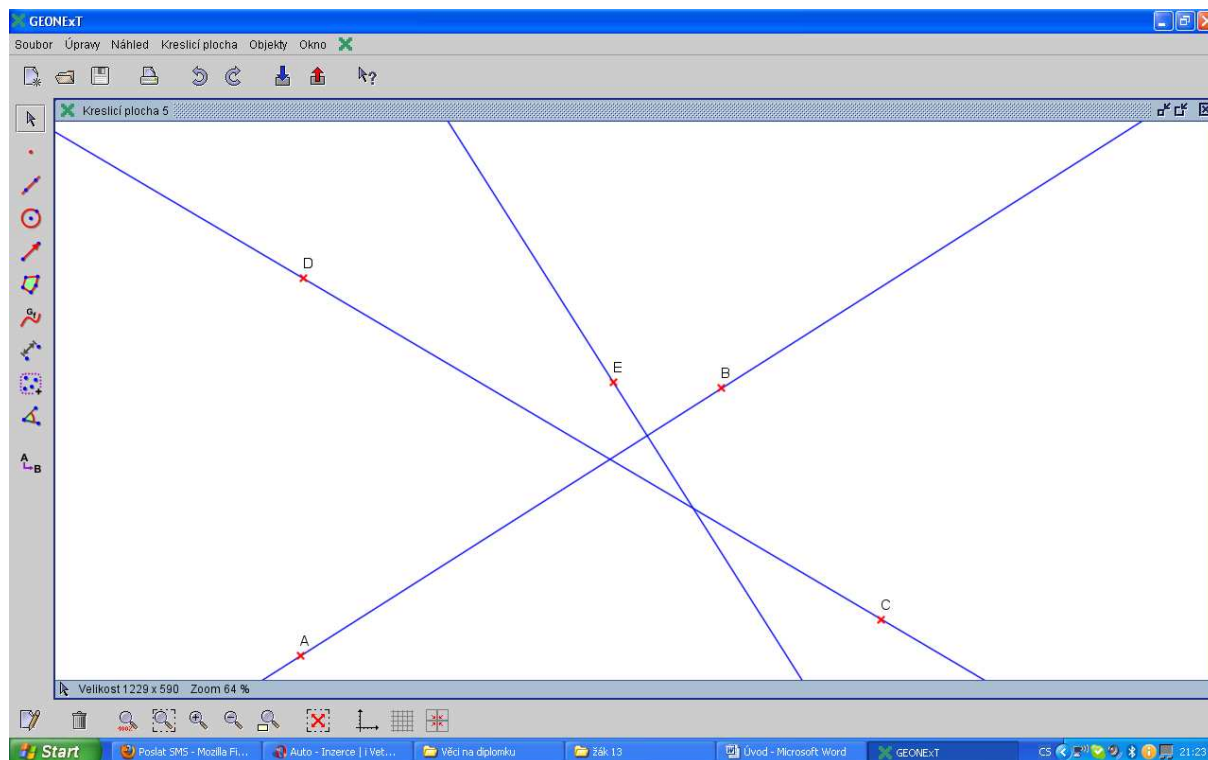 GEONExT
Soubor Úpravy Náhled Kreslicí plocha Objekty Okno
Kreslicí plocha 5
D
E
B
A
C
Velikost 1229 x 590 Zoom 64 %
Start Poslat SMS - Mozilla Fi... Auto - Inzerce | i Vet... Věci na diplomku žák 13 Úvod - Microsoft Word GEONExT CS 21:23